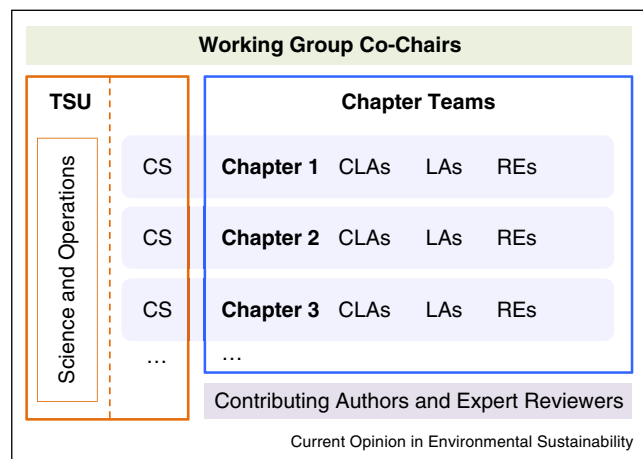 Working Group Co-Chairs
TSU
Chapter Teams
Science and Operations
CS Chapter 1 CLAs LAs REs
CS Chapter 2 CLAs LAs REs
CS Chapter 3 CLAs LAs REs
... ...
Contributing Authors and Expert Reviewers
Current Opinion in Environmental Sustainability